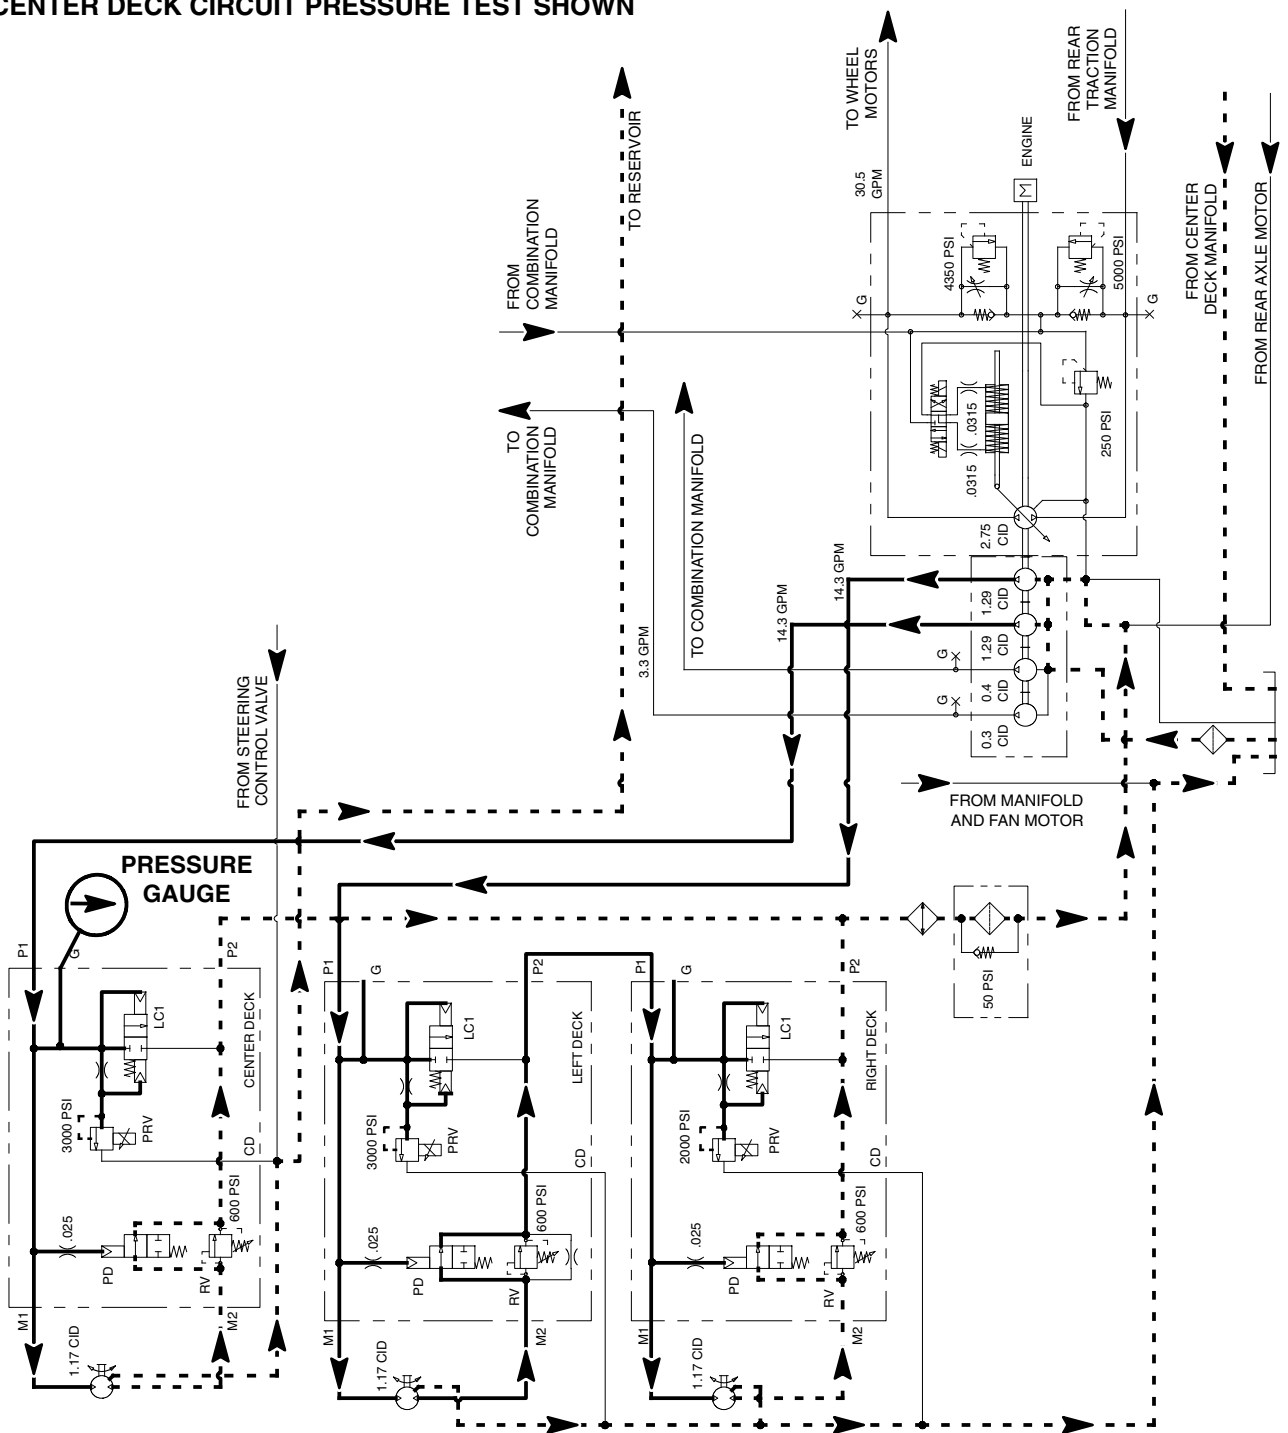 CENTER DECK CIRCUIT PRESSURE TEST SHOWN
TO WHEEL
MOTORS
FROM REAR
TRACTION
MANIFOLD
TO RESERVOIR
ENGINE
M
30.5
GPM
FROM
COMBINATION
MANIFOLD
4350 PSI
5000 PSI
G
G
FROM CENTER
DECK MANIFOLD
FROM REAR AXLE MOTOR
TO
COMBINATION
MANIFOLD
.0315
.0315
250 PSI
TO COMBINATION MANIFOLD
2.75
CID
14.3 GPM
14.3 GPM
3.3 GPM
1.29
CID
1.29
CID
0.4
CID
0.3
CID
G
G
FROM STEERING
CONTROL VALVE
FROM MANIFOLD
AND FAN MOTOR
PRESSURE
GAUGE
P1
G
P2
LC1
CENTER DECK
3000 PSI
PRV
CD
.025
PD
600 PSI
RV
M1
M2
1.17 CID
P1
G
P2
LC1
LEFT DECK
3000 PSI
PRV
CD
.025
PD
600 PSI
RV
M1
M2
1.17 CID
P1
G
P2
LC1
RIGHT DECK
2000 PSI
PRV
CD
.025
PD
600 PSI
RV
M1
M2
1.17 CID
50 PSI